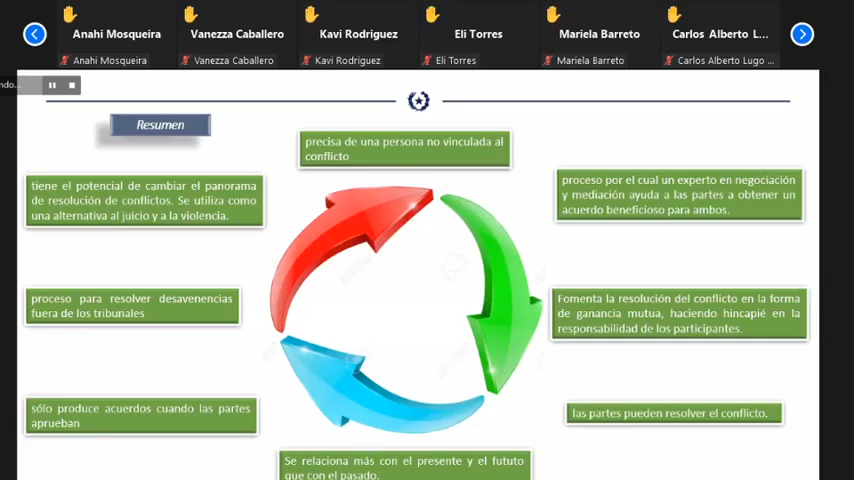 Anahi Mosqueira
Vanezza Caballero
Kavi Rodriguez
Eli Torres
Mariela Barreto
Carlos Alberto L...
Anahi Mosqueira
Vanezza Caballero
Kavi Rodriguez
Eli Torres
Mariela Barreto
Carlos Alberto Lugo ...
ndo...
Resumen
precisa de una persona no vinculada al
conflicto
tiene el potencial de cambiar el panorama
de resolución de conflictos. Se utiliza como
una alternativa al juicio y a la violencia.
proceso por el cual un experto en negociación
y mediación ayuda a las partes a obtener un
acuerdo beneficioso para ambos.
proceso para resolver desavenencias
fuera de los tribunales
Fomenta la resolución del conflicto en la forma
de ganancia mutua, haciendo hincapié en la
responsabilidad de los participantes.
sólo produce acuerdos cuando las partes
aprueban
las partes pueden resolver el conflicto.
Se relaciona más con el presente y el fututo
que con el pasado.